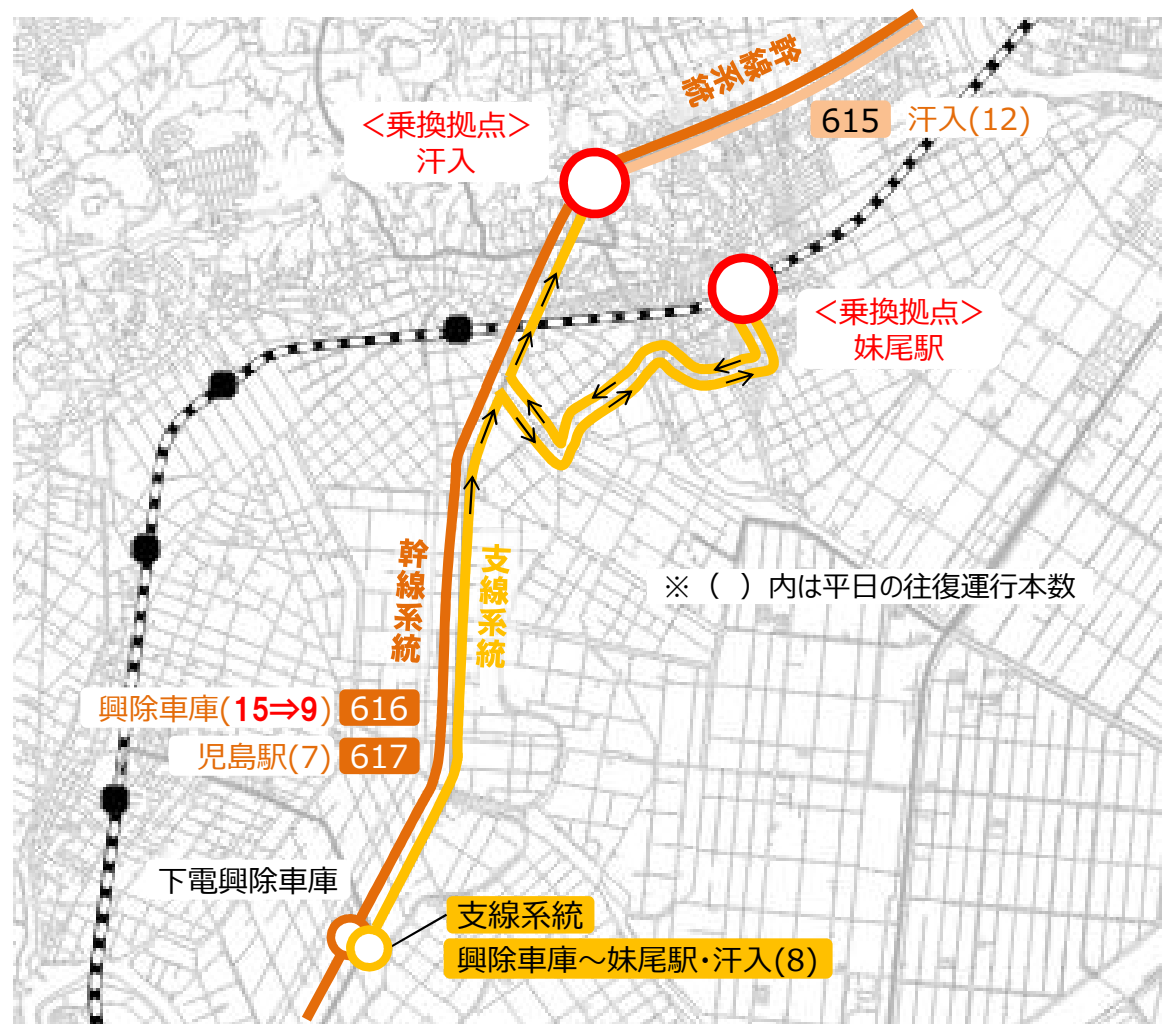 幹線系統
<乗換拠点>
汗入
615 汗入(12)
<乗換拠点>
妹尾駅
幹線系統
支線系統
※（ ）内は平日の往復運行本数
興除車庫(15⇒9) 616
児島駅(7) 617
下電興除車庫
支線系統
興除車庫～妹尾駅・汗入(8)